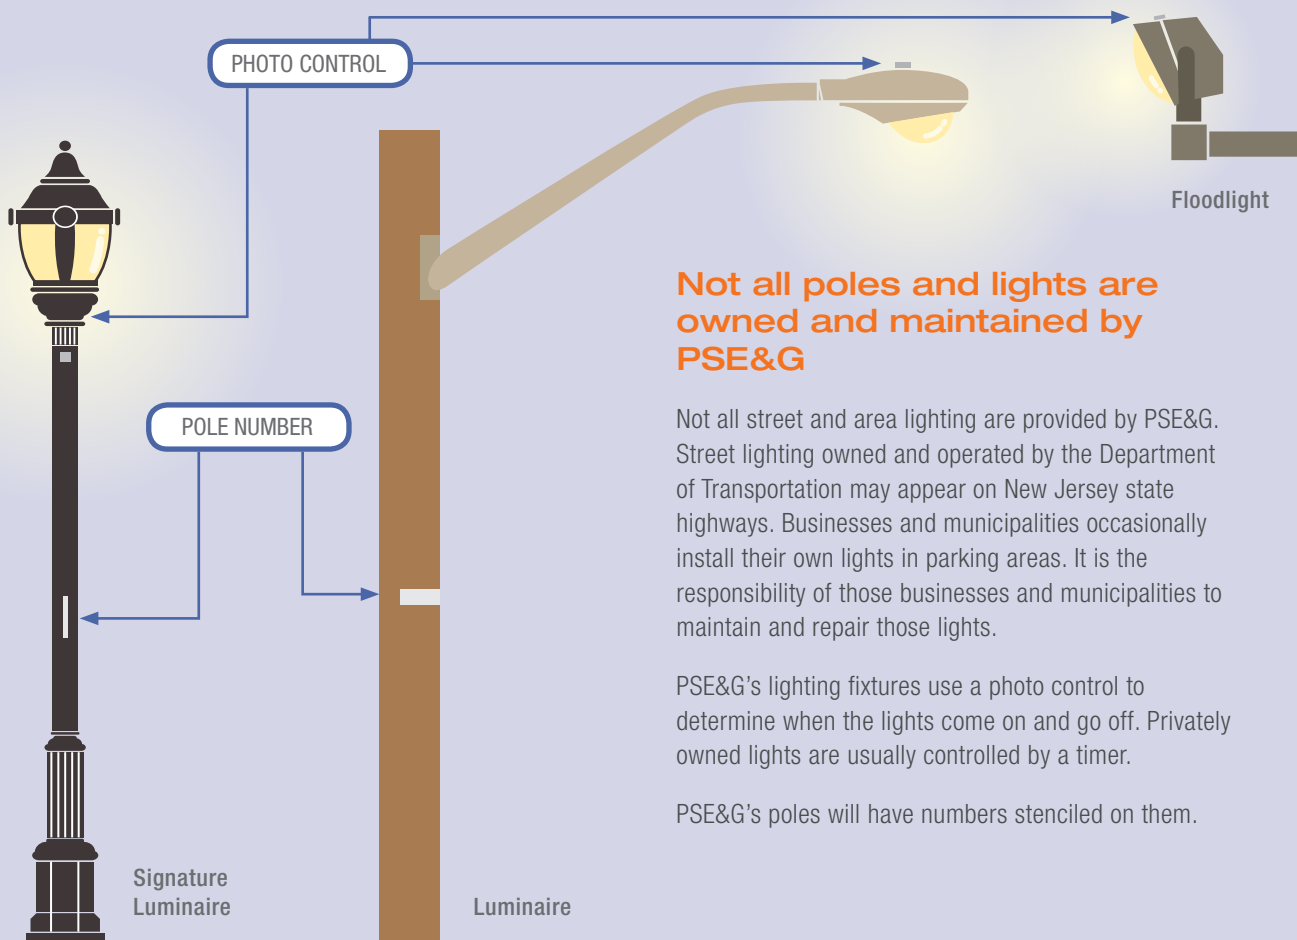 PHOTO CONTROL
Floodlight
POLE NUMBER
Signature
Luminaire
Luminaire
Not all poles and lights are
owned and maintained by
PSE&G
Not all street and area lighting are provided by PSE&G.
Street lighting owned and operated by the Department
of Transportation may appear on New Jersey state
highways. Businesses and municipalities occasionally
install their own lights in parking areas. It is the
responsibility of those businesses and municipalities to
maintain and repair those lights.
PSE&G’s lighting fixtures use a photo control to
determine when the lights come on and go off. Privately
owned lights are usually controlled by a timer.
PSE&G’s poles will have numbers stenciled on them.